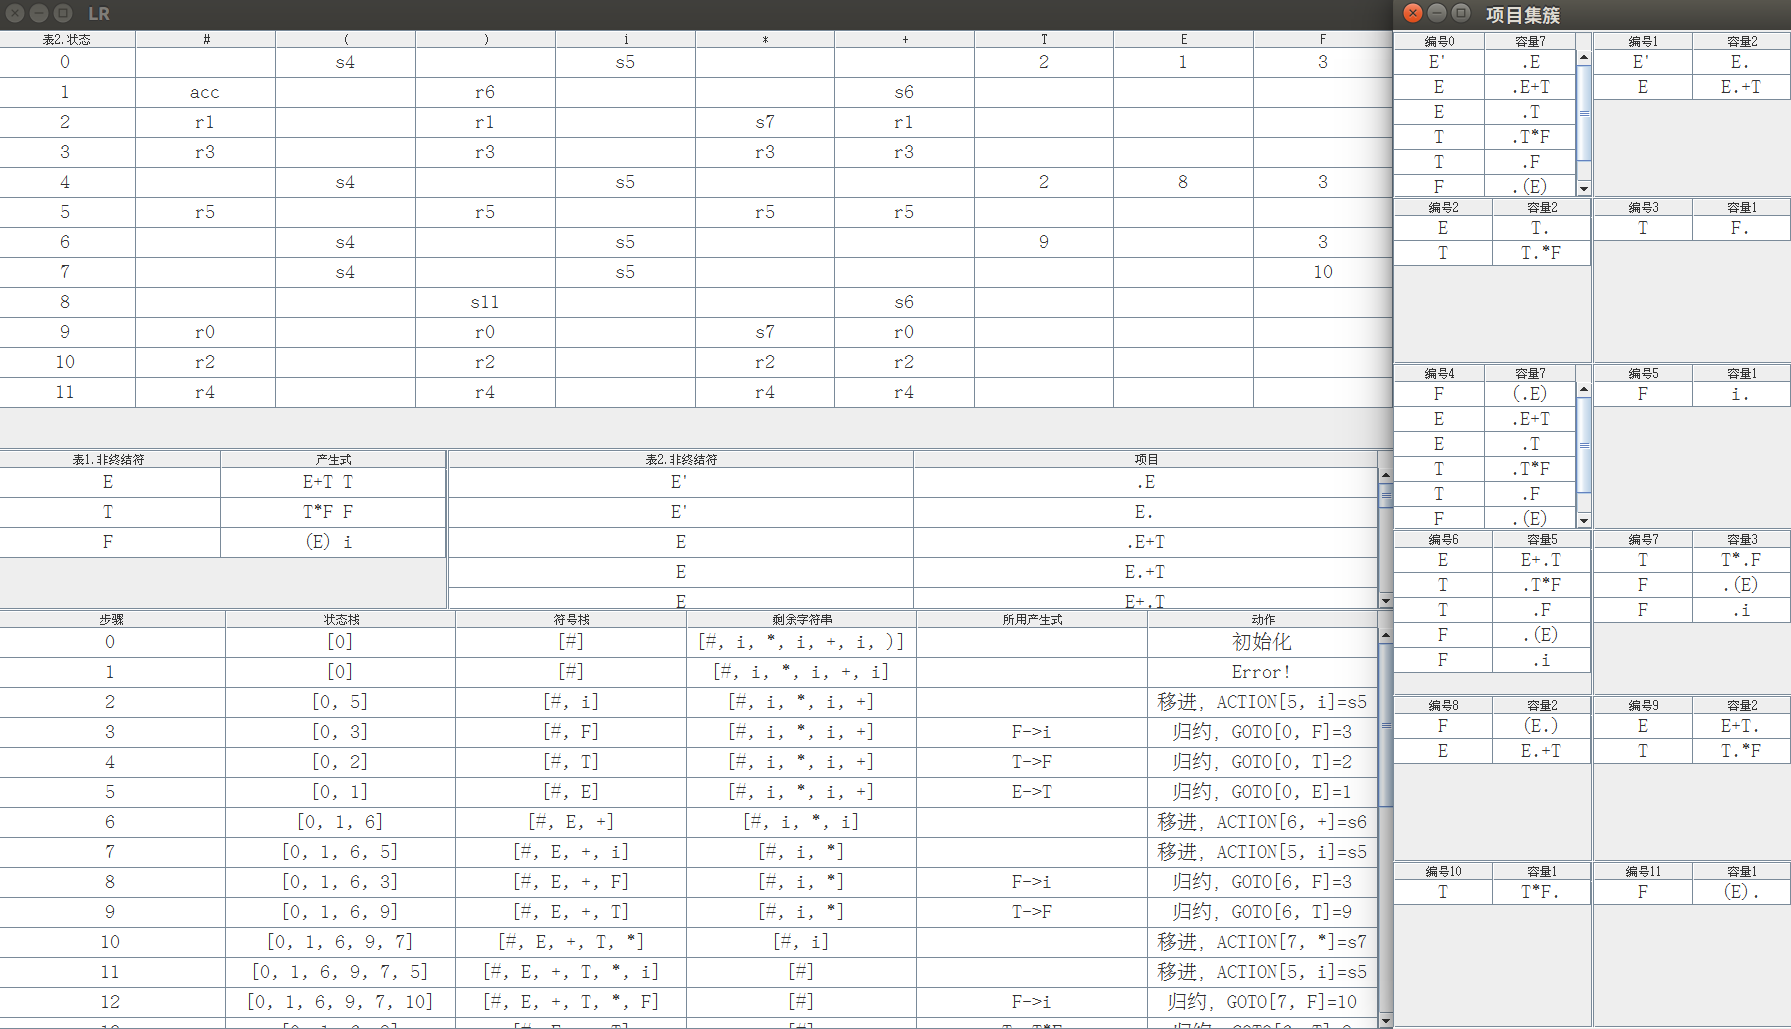 LR
表2.状态 # ( ) i * + T E F
0 s4 s5 2 1 3
1 acc r6 s6
2 r1 r1 s7 r1
3 r3 r3 r3 r3
4 s4 s5 2 8 3
5 r5 r5 r5 r5
6 s4 s5 9 3
7 s4 s5 10
8 s11 s6
9 r0 r0 s7 r0
10 r2 r2 r2 r2
11 r4 r4 r4 r4
表1.非终结符 产生式
E E+T T
T T*F F
F (E) i
表2.非终结符 项目
E' .E
E' E.
E .E+T
E E.+T
E E+.T
步骤 状态栈 符号栈 剩余字符串 所用产生式 动作
0 [0] [#] [#, i, *, i, +, i, )] 初始化
1 [0] [#] [#, i, *, i, +, i] Error!
2 [0, 5] [#, i] [#, i, *, i, +] 移进, ACTION[5, i]=s5
3 [0, 3] [#, F] [#, i, *, i, +] F->i 归约, GOTO[0, F]=3
4 [0, 2] [#, T] [#, i, *, i, +] T->F 归约, GOTO[0, T]=2
5 [0, 1] [#, E] [#, i, *, i, +] E->T 归约, GOTO[0, E]=1
6 [0, 1, 6] [#, E, +] [#, i, *, i] 移进, ACTION[6, +]=s6
7 [0, 1, 6, 5] [#, E, +, i] [#, i, *] 移进, ACTION[5, i]=s5
8 [0, 1, 6, 3] [#, E, +, F] [#, i, *] F->i 归约, GOTO[6, F]=3
9 [0, 1, 6, 9] [#, E, +, T] [#, i, *] T->F 归约, GOTO[6, T]=9
10 [0, 1, 6, 9, 7] [#, E, +, T, *] [#, i] 移进, ACTION[7, *]=s7
11 [0, 1, 6, 9, 7, 5] [#, E, +, T, *, i] [#] 移进, ACTION[5, i]=s5
12 [0, 1, 6, 9, 7, 10] [#, E, +, T, *, F] [#] F->i 归约, GOTO[7, F]=10
项目集簇
编号0 容量7
E' .E
E .E+T
E .T
T .T*F
T .F
F .(E)
编号1 容量2
E' E.
E E.+T
编号2 容量2
E T.
T T.*F
编号3 容量1
T F.
编号4 容量7
F (.E)
E .E+T
E .T
T .T*F
T .F
F .(E)
编号5 容量1
F i.
编号6 容量5
E E+.T
T .T*F
T .F
F .(E)
F .i
编号7 容量3
T T*.F
F .(E)
F .i
编号8 容量2
F (E.)
E E.+T
编号9 容量2
E E+T.
T T.*F
编号10 容量1
T T*F.
编号11 容量1
F (E).